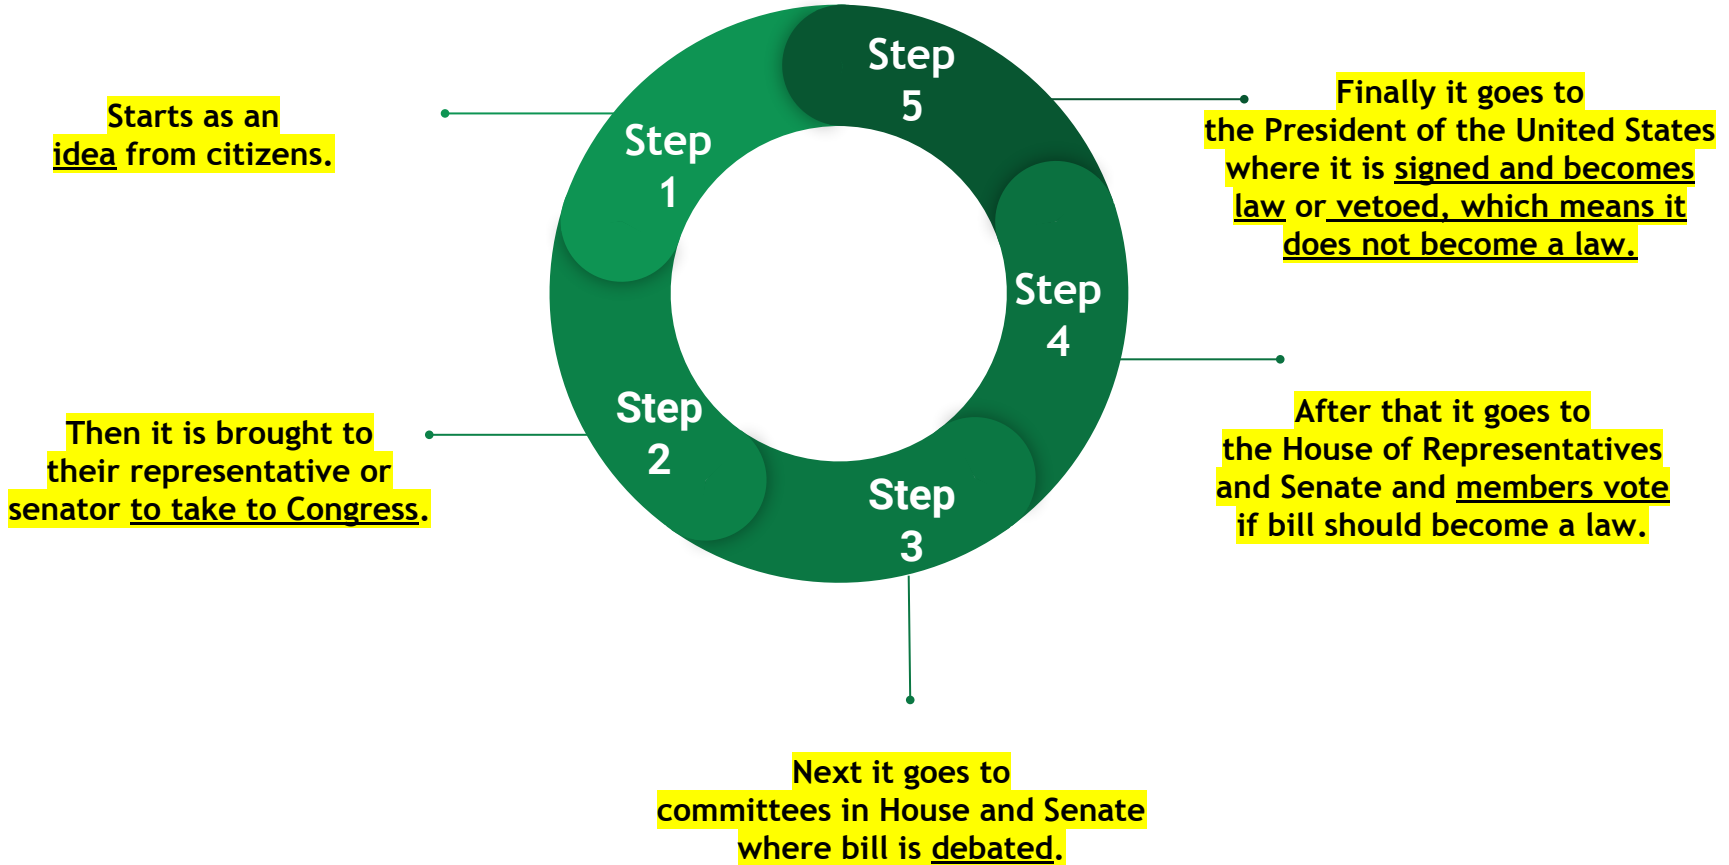 Step
1
Starts as an
idea from citizens.
Step
2
Then it is brought to
their representative or
senator to take to Congress.
Step
3
Next it goes to
committees in House and Senate
where bill is debated.
Step
4
After that it goes to
the House of Representatives
and Senate and members vote
if bill should become a law.
Step
5
Finally it goes to
the President of the United States
where it is signed and becomes
law or vetoed, which means it
does not become a law.